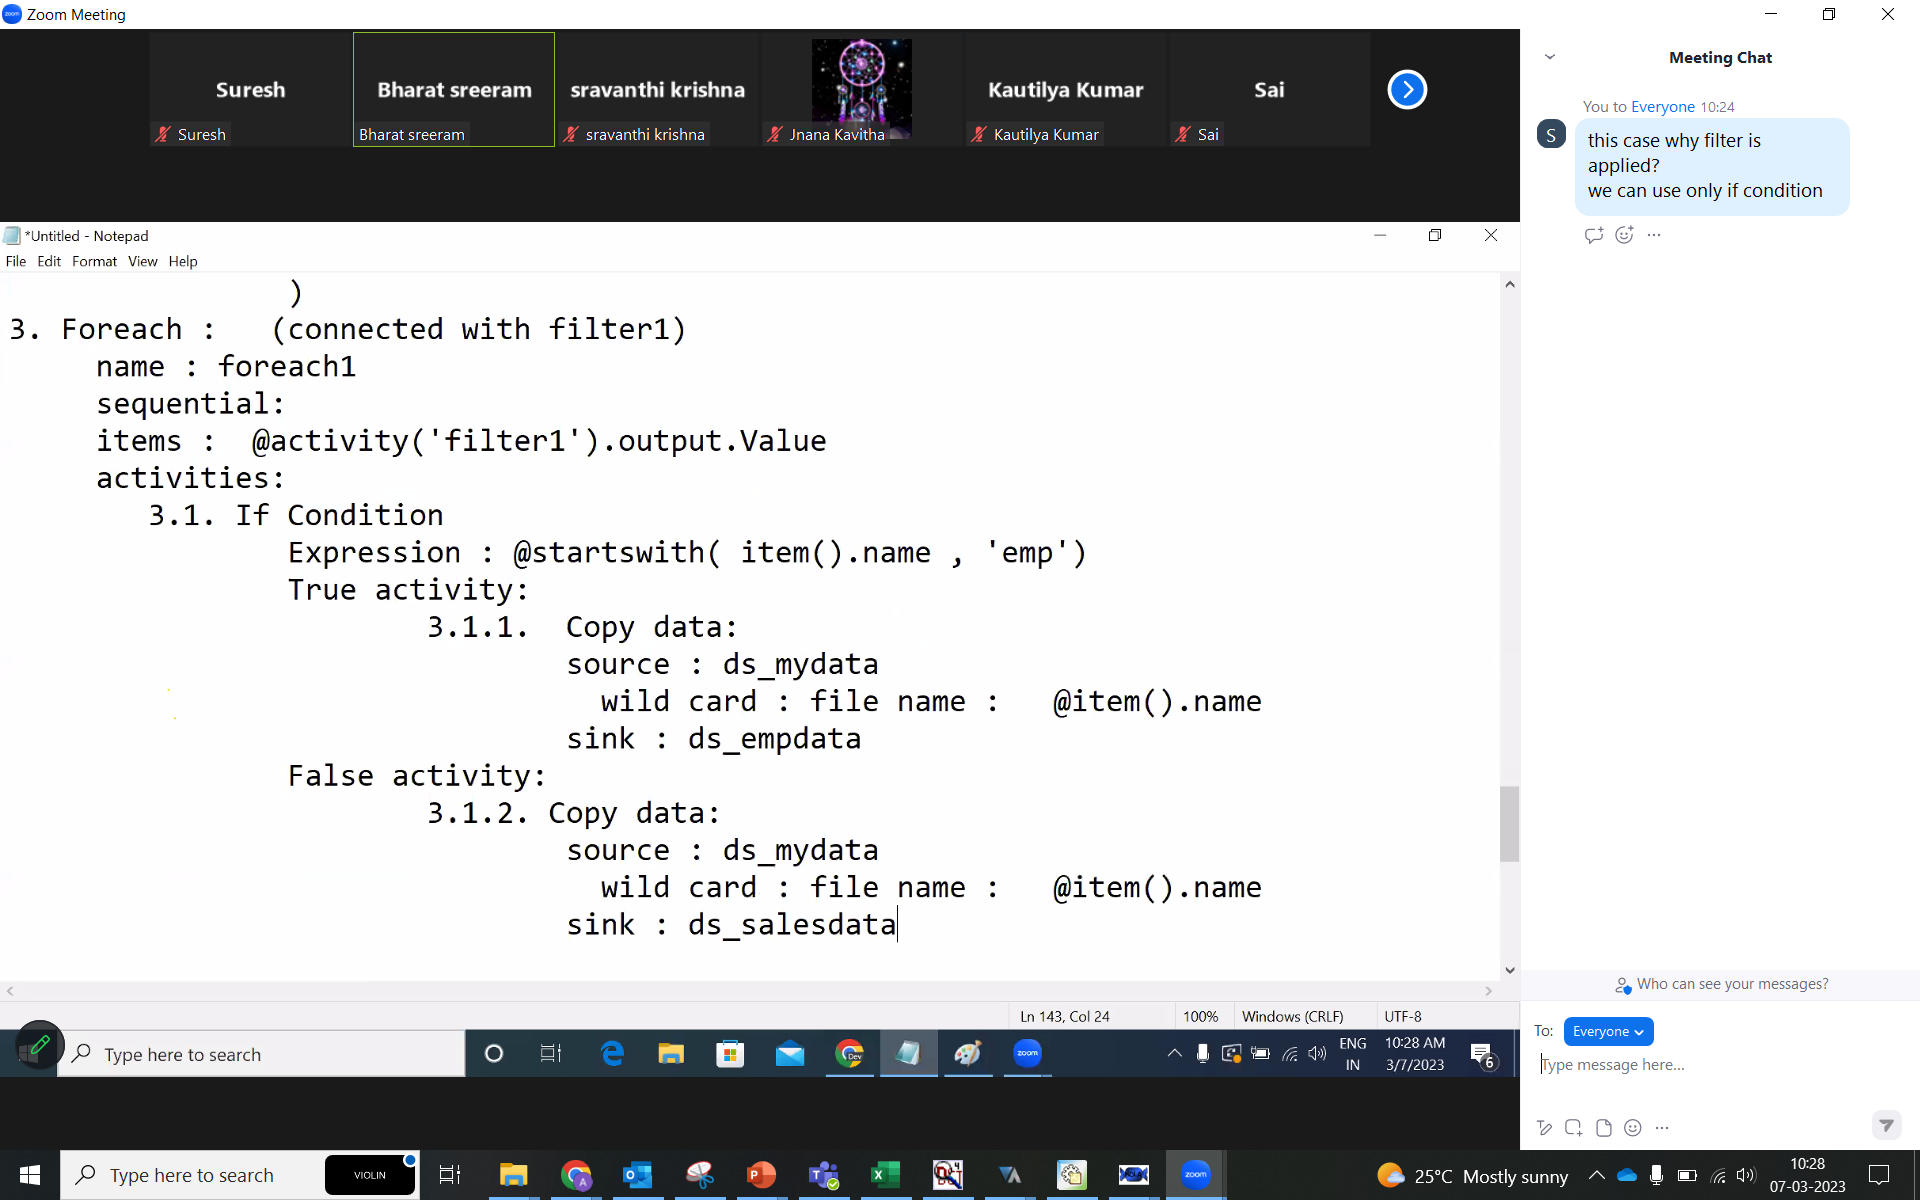 Zoom Meeting
Suresh
Bharat sreeram
sravanthi krishna
Kautilya Kumar
Sai
Suresh
Bharat sreeram
sravanthi krishna
Jnana Kavitha
Kautilya Kumar
Sai
*Untitled - Notepad
File Edit Format View Help
)
3. Foreach : (connected with filter1)
name : foreach1
sequential:
items : @activity('filter1').output.Value
activities:
3.1. If Condition
Expression : @startswith( item().name , 'emp')
True activity:
3.1.1. Copy data:
source : ds_mydata
wild card : file name : @item().name
sink : ds_empdata
False activity:
3.1.2. Copy data:
source : ds_mydata
wild card : file name : @item().name
sink : ds_salesdata
Ln 143, Col 24 100% Windows (CRLF) UTF-8
Type here to search
Dev
zoom
ENG
IN
10:28 AM
3/7/2023
6
Meeting Chat
You to Everyone 10:24
S
this case why filter is
applied?
we can use only if condition
Who can see your messages?
To: Everyone
Type message here...
Type here to search
VIOLIN
zoom
25°C Mostly sunny
10:28
07-03-2023